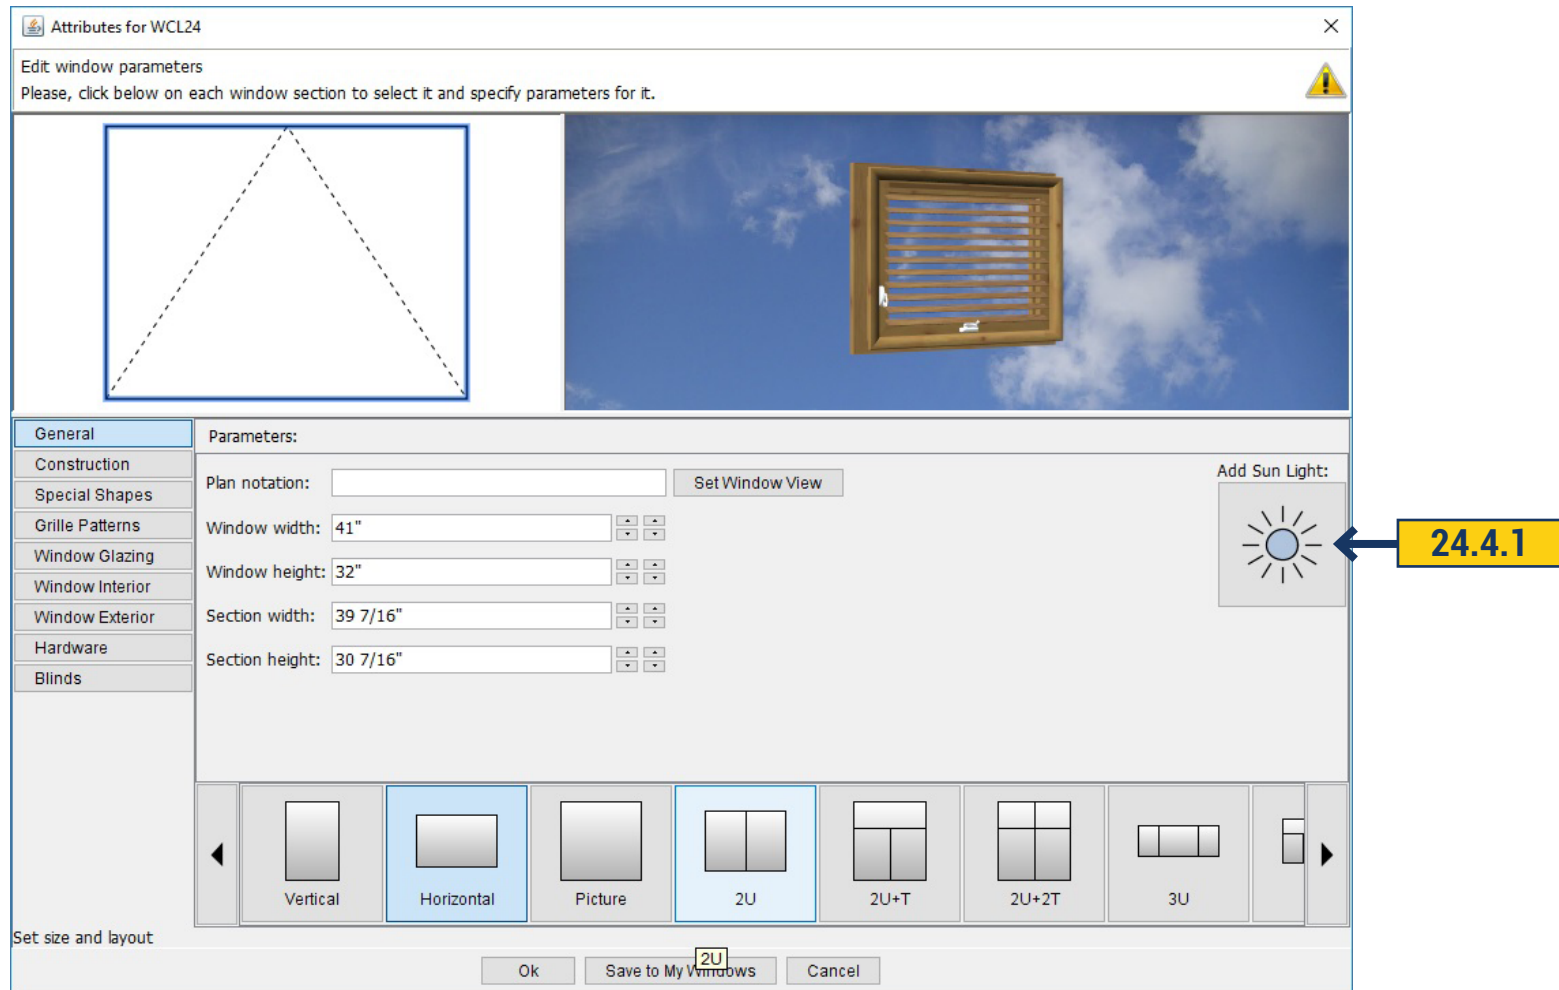 Attributes for WCL24
Edit window parameters
Please, click below on each window section to select it and specify parameters for it.
General
Construction
Special Shapes
Grille Patterns
Window Glazing
Window Interior
Window Exterior
Hardware
Blinds
Parameters:
Plan notation:
Set Window View
Window width: 41"
Window height: 32"
Section width: 39 7/16"
Section height: 30 7/16"
Add Sun Light:
24.4.1
Vertical
Horizontal
Picture
2U
2U+T
2U+2T
3U
Set size and layout
2U
Ok
Save to My Windows
Cancel